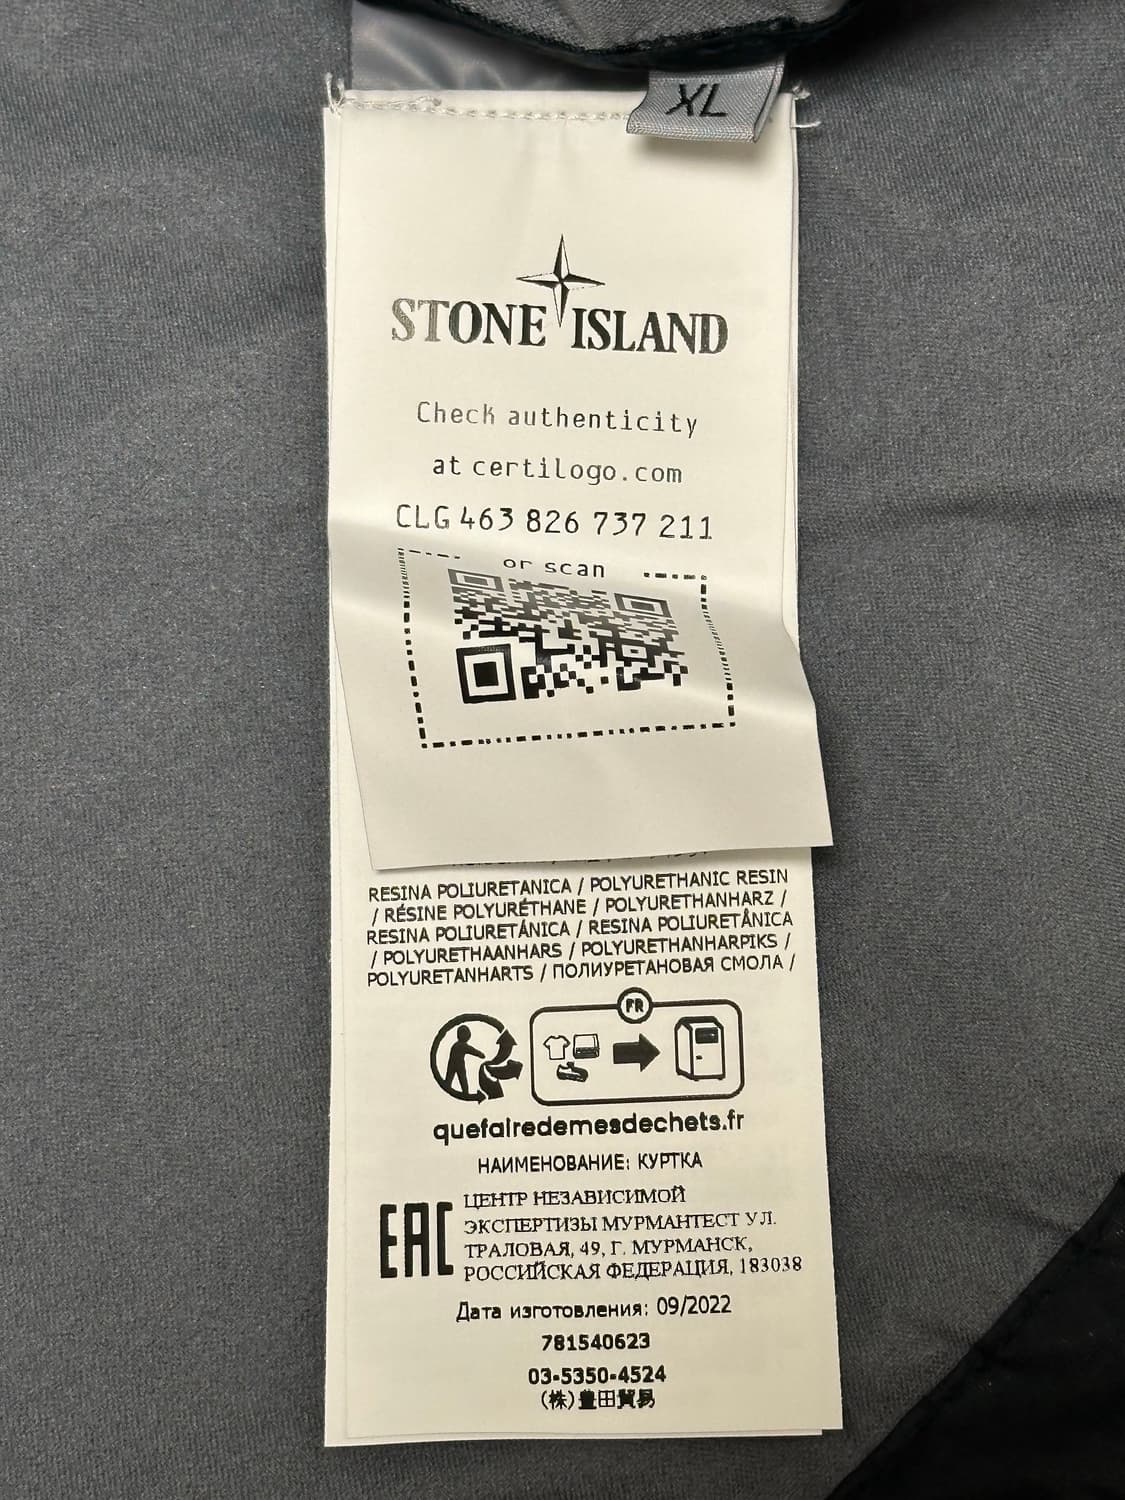 XL
STONE ISLAND
Check authenticity
at certilogo.com
CLG 463 826 737 211
or scan
RESINA POLIURETANICA / POLYURETHANIC RESIN
/ RÉSINE POLYURÉTHANE / POLYURETHANHARZ /
RESINA POLIURETÁNICA / RESINA POLIURETÂNICA
/ POLYURETHAANHARS / POLYURETHANHARPIKS /
POLYURETANHARTS / ПОЛИУРЕТАНОВАЯ СМОЛА /
FR
quefairedemesdechets.fr
НАИМЕНОВАНИЕ: КУРТКА
EAC
ЦЕНТР НЕЗАВИСИМОЙ
ЭКСПЕРТИЗЫ МУРМАНТЕСТ УЛ.
ТРАЛОВАЯ, 49, Г. МУРМАНСК,
РОССИЙСКАЯ ФЕДЕРАЦИЯ, 183038
Дата изготовления: 09/2022
781540623
03-5350-4524
(株)豊田貿易